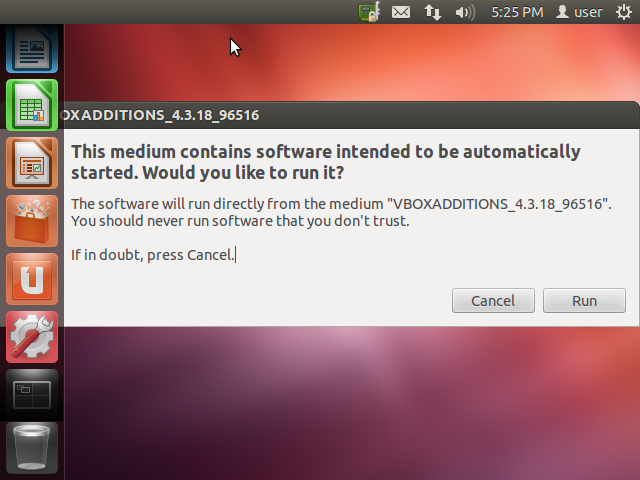 5:25 PM user
OXADDITIONS_4.3.18_96516
This medium contains software intended to be automatically
started. Would you like to run it?
The software will run directly from the medium "VBOXADDITIONS_4.3.18_96516".
You should never run software that you don't trust.
If in doubt, press Cancel.
Cancel Run